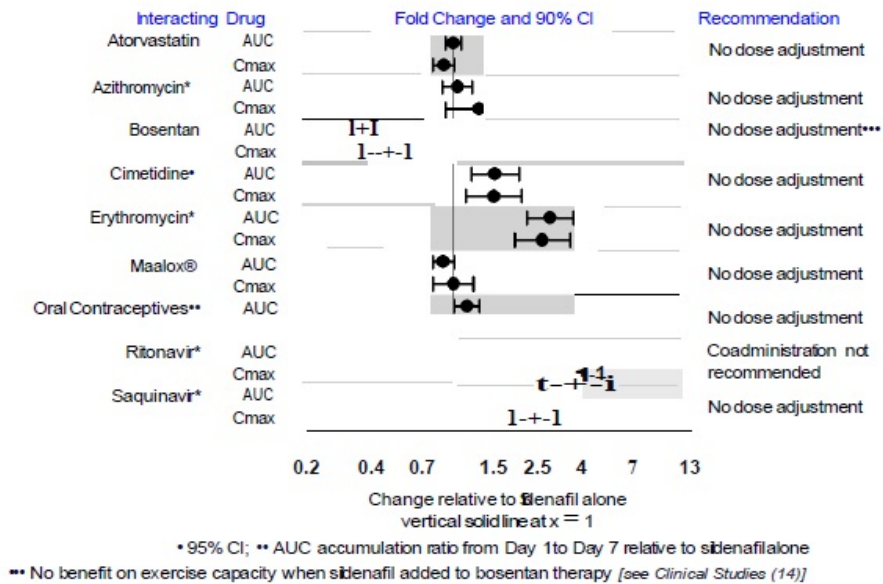 Interacting Drug Fold Change and 90% CI Recommendation
Atorvastatin AUC
No dose adjustment
Cmax
Azithromycin* AUC
No dose adjustment
Cmax
Bosentan AUC l+I No dose adjustment•••
Cmax l--+-l
Cimetidine• AUC
No dose adjustment
Cmax
Erythromycin* AUC
No dose adjustment
Cmax
Maalox® AUC
No dose adjustment
Cmax
Oral Contraceptives•• AUC
No dose adjustment
Ritonavir* AUC Coadministration not
Cmax recommended
Saquinavir* AUC t-–+–i
No dose adjustment
Cmax l-+-l
0.2 0.4 0.7 1.5 2.5 4 7 13
Change relative to Sildenafil alone
vertical solid line at x = 1
• 95% CI; •• AUC accumulation ratio from Day 1 to Day 7 relative to sildenafil alone
••• No benefit on exercise capacity when sildenafil added to bosentan therapy [see Clinical Studies (14)]